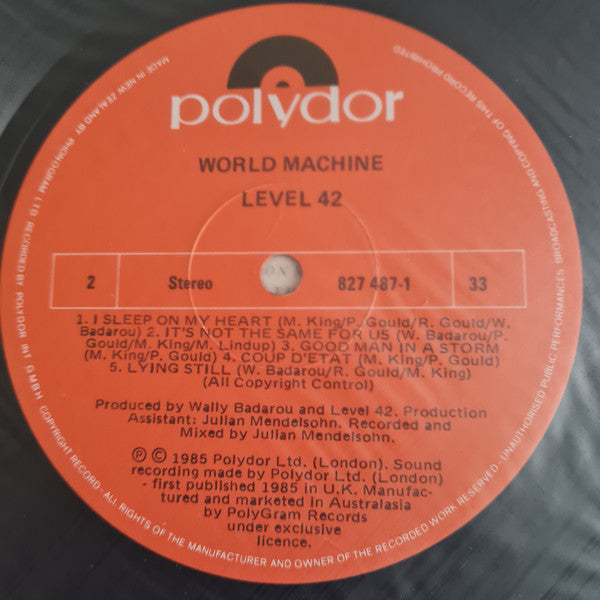 polydor
WORLD MACHINE
LEVEL 42
2 Stereo 827 487-1 33
1. I SLEEP ON MY HEART (M. King/P. Gould/R. Gould/W.
Badarou) 2. IT'S NOT THE SAME FOR US (W. Badarou/P.
Gould/M. King/M. Lindup) 3. GOOD MAN IN A STORM
(M. King/P. Gould) 4. COUP D'ETAT (M. King/P. Gould)
5. LYING STILL (W. Badarou/R. Gould/M. King)
(All Copyright Control)
Produced by Wally Badarou and Level 42. Production
Assistant: Julian Mendelsohn. Recorded and
Mixed by Julian Mendelsohn.
Ⓟ © 1985 Polydor Ltd. (London). Sound
recording made by Polydor Ltd. (London)
- first published 1985 in U.K. Manufac-
tured and marketed in Australasia
by PolyGram Records
under exclusive
licence.
MADE IN NEW ZEALAND BY PHONOGRAM LTD RECORDED BY POLYDOR INT. GMBH COPYRIGHT RECORD - ALL RIGHTS OF THE MANUFACTURER AND OWNER OF THE RECORDED WORK RESERVED - UNAUTHORISED PUBLIC PERFORMANCES BROADCASTING AND COPYING OF THIS RECORD PROHIBITED